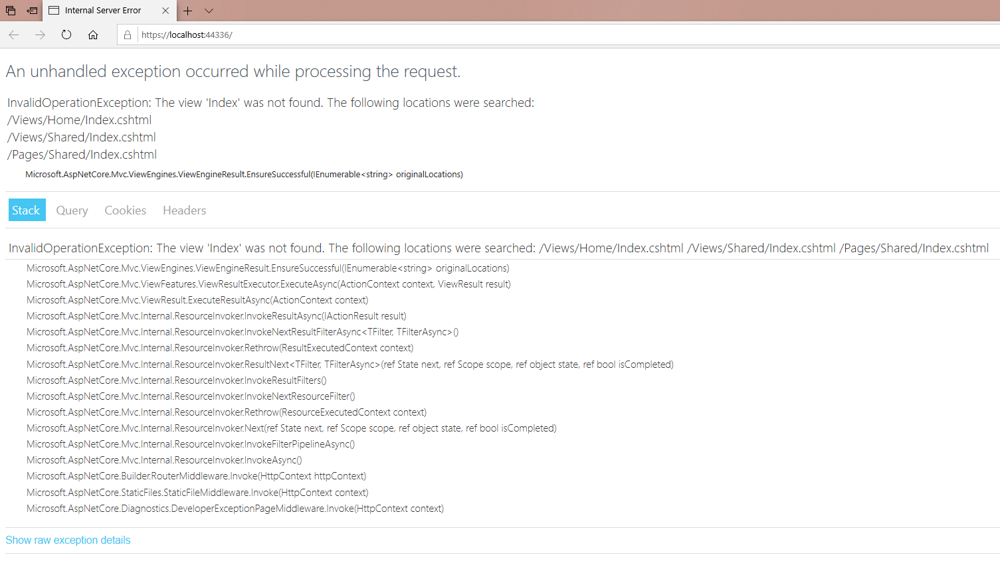 Internal Server Error
https://localhost:44336/
An unhandled exception occurred while processing the request.
InvalidOperationException: The view 'Index' was not found. The following locations were searched:
/Views/Home/Index.cshtml
/Views/Shared/Index.cshtml
/Pages/Shared/Index.cshtml
Microsoft.AspNetCore.Mvc.ViewEngines.ViewEngineResult.EnsureSuccessful(IEnumerable<string> originalLocations)
Stack Query Cookies Headers
InvalidOperationException: The view 'Index' was not found. The following locations were searched: /Views/Home/Index.cshtml /Views/Shared/Index.cshtml /Pages/Shared/Index.cshtml
Microsoft.AspNetCore.Mvc.ViewEngines.ViewEngineResult.EnsureSuccessful(IEnumerable<string> originalLocations)
Microsoft.AspNetCore.Mvc.ViewFeatures.ViewResultExecutor.ExecuteAsync(ActionContext context, ViewResult result)
Microsoft.AspNetCore.Mvc.ViewResult.ExecuteResultAsync(ActionContext context)
Microsoft.AspNetCore.Mvc.Internal.ResourceInvoker.InvokeResultAsync(IActionResult result)
Microsoft.AspNetCore.Mvc.Internal.ResourceInvoker.InvokeNextResultFilterAsync<TFilter, TFilterAsync>()
Microsoft.AspNetCore.Mvc.Internal.ResourceInvoker.Rethrow(ResultExecutedContext context)
Microsoft.AspNetCore.Mvc.Internal.ResourceInvoker.ResultNext<TFilter, TFilterAsync>(ref State next, ref Scope scope, ref object state, ref bool isCompleted)
Microsoft.AspNetCore.Mvc.Internal.ResourceInvoker.InvokeResultFilters()
Microsoft.AspNetCore.Mvc.Internal.ResourceInvoker.InvokeNextResourceFilter()
Microsoft.AspNetCore.Mvc.Internal.ResourceInvoker.Rethrow(ResourceExecutedContext context)
Microsoft.AspNetCore.Mvc.Internal.ResourceInvoker.Next(ref State next, ref Scope scope, ref object state, ref bool isCompleted)
Microsoft.AspNetCore.Mvc.Internal.ResourceInvoker.InvokeFilterPipelineAsync()
Microsoft.AspNetCore.Mvc.Internal.ResourceInvoker.InvokeAsync()
Microsoft.AspNetCore.Builder.RouterMiddleware.Invoke(HttpContext httpContext)
Microsoft.AspNetCore.StaticFiles.StaticFileMiddleware.Invoke(HttpContext context)
Microsoft.AspNetCore.Diagnostics.DeveloperExceptionPageMiddleware.Invoke(HttpContext context)
Show raw exception details